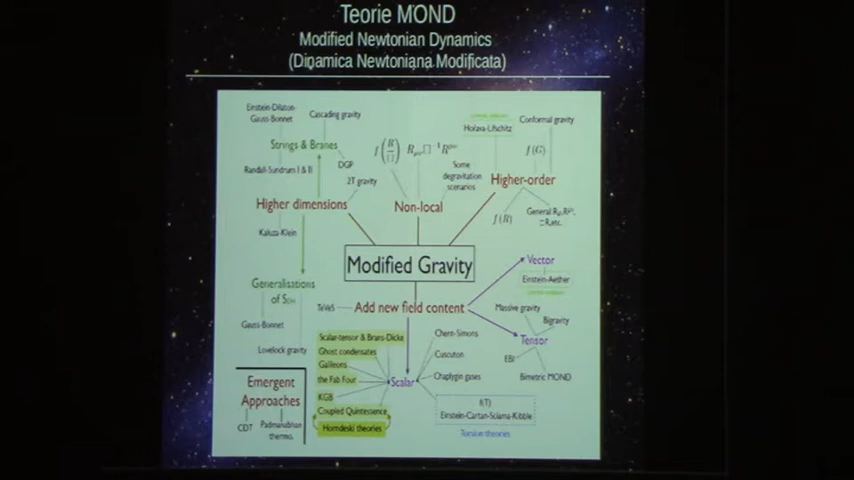 Teorie MOND
Modified Newtonian Dynamics
(Dinamica Newtoniana Modificata)
Einstein-Dilaton-
Gauss-Bonnet
Cascading gravity
Strings & Branes
Randall-Sundrum I & II
DGP
2T gravity
Higher dimensions
Kaluza-Klein
Generalisations
of S_EH
Gauss-Bonnet
Lovelock gravity
Some
degravitation
scenarios
Non-local
Hořava-Lifschitz
Conformal gravity
f(G)
Higher-order
f(R)
Modified Gravity
Add new field content
TeVeS
Vector
Einstein-Aether
Massive gravity
Bigravity
Tensor
EBI
Bimetric MOND
Scalar-tensor & Brans-Dicke
Ghost condensates
Galileons
the Fab Four
KGB
Coupled Quintessence
Horndeski theories
Scalar
Chern-Simons
Cuscuton
Chaplygin gases
f(T)
Einstein-Cartan-Sciama-Kibble
Torsion theories
Emergent
Approaches
CDT
Padmanabhan
thermo.